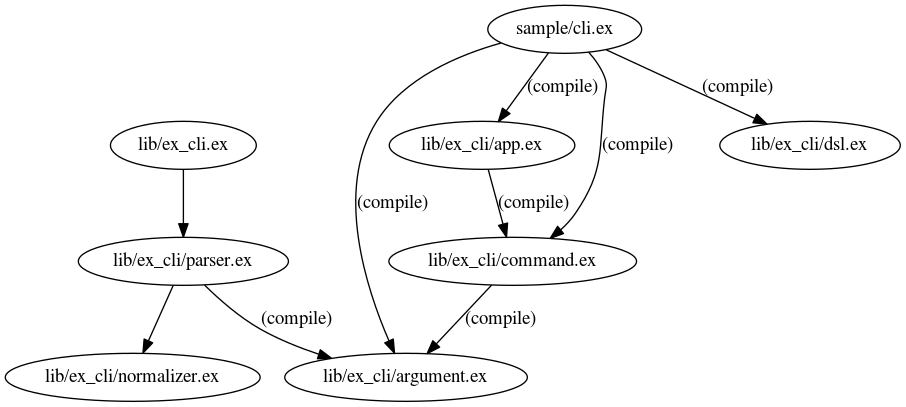 sample/cli.ex
(compile)
(compile)
lib/ex_cli.ex
lib/ex_cli/app.ex
(compile)
lib/ex_cli/dsl.ex
(compile)
(compile)
lib/ex_cli/parser.ex
lib/ex_cli/command.ex
(compile)
(compile)
lib/ex_cli/normalizer.ex
lib/ex_cli/argument.ex